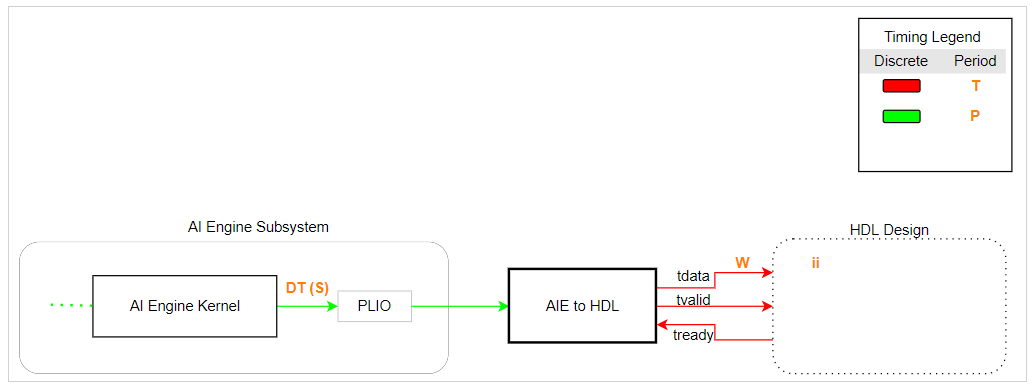 Timing Legend
Discrete Period
T
P
AI Engine Subsystem
HDL Design
AI Engine Kernel
DT (S)
PLIO
AIE to HDL
tdata
W
ii
tvalid
tready